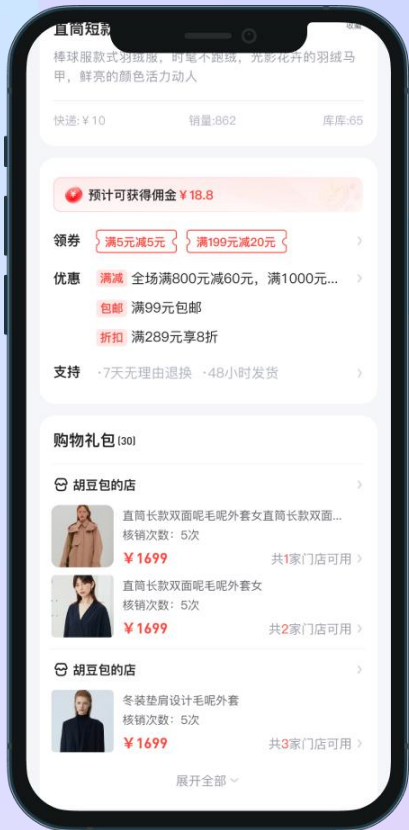 直筒短款
棒球服款式羽绒服，时髦不跑绒，光影花卉的羽绒马
甲，鲜亮的颜色活力动人
快递:¥10 销量:862 库库:65
预计可获得佣金¥18.8
领券 满5元减5元 满199元减20元
优惠 满减 全场满800元减60元，满1000元...
包邮 满99元包邮
折扣 满289元享8折
支持 ·7天无理由退换 ·48小时发货
购物礼包(30)
胡豆包的店
直筒长款双面呢毛呢外套女直筒长款双面...
核销次数：5次
¥1699 共1家门店可用
直筒长款双面呢毛呢外套女
核销次数：5次
¥1699 共2家门店可用
胡豆包的店
冬装垫肩设计毛呢外套
核销次数：5次
¥1699 共3家门店可用
展开全部